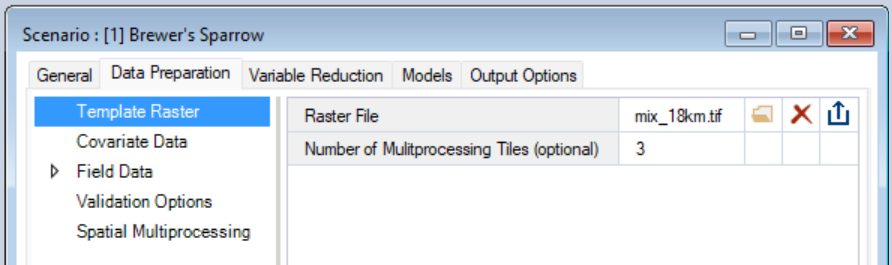 Scenario : [1] Brewer's Sparrow
General Data Preparation Variable Reduction Models Output Options
Template Raster
Covariate Data
Field Data
Validation Options
Spatial Multiprocessing
Raster File mix_18km.tif
Number of Mulitprocessing Tiles (optional) 3